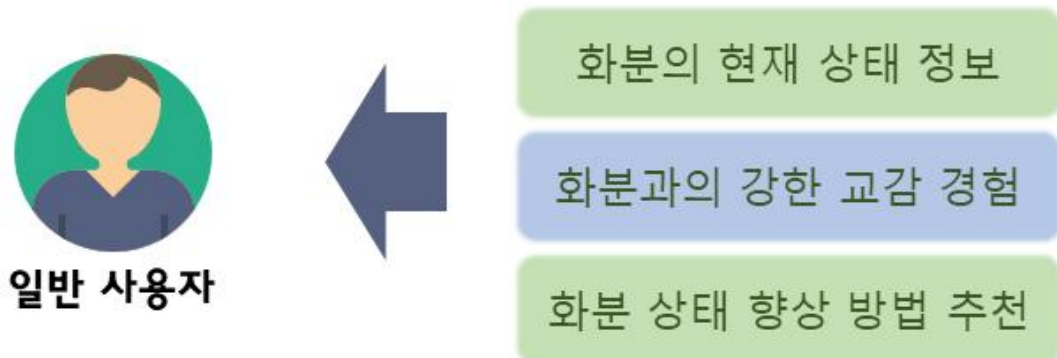 화분의 현재 상태 정보
화분과의 강한 교감 경험
일반 사용자
화분 상태 향상 방법 추천